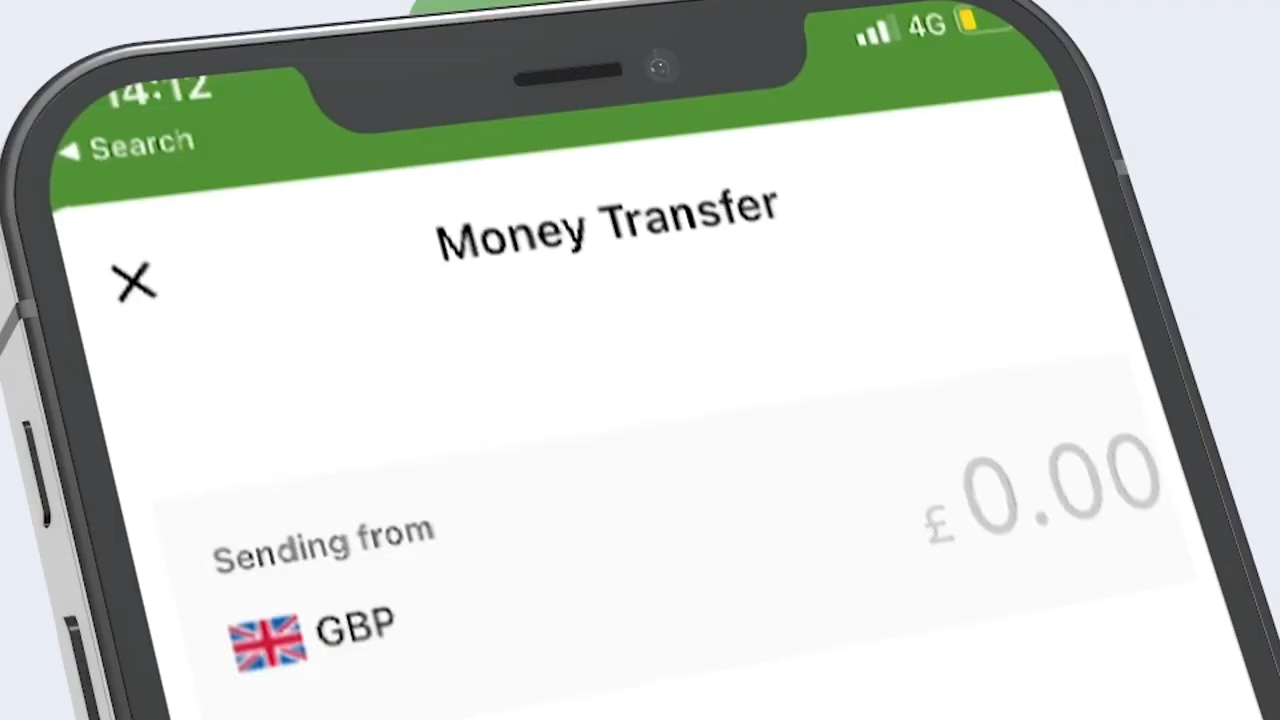 14:12
4G
◀ Search
Money Transfer
£ 0.00
Sending from
GBP